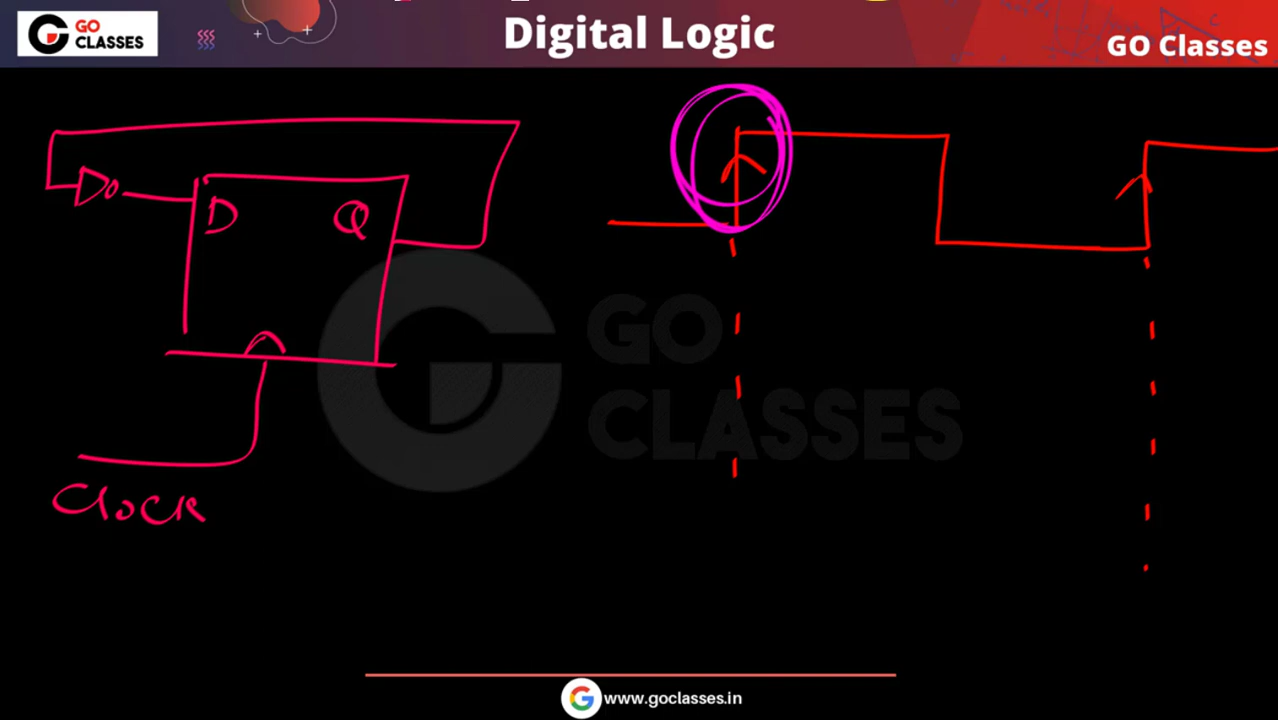 GO
CLASSES
Digital Logic
GO Classes
D
Q
Clock
GO
CLASSES
www.goclasses.in